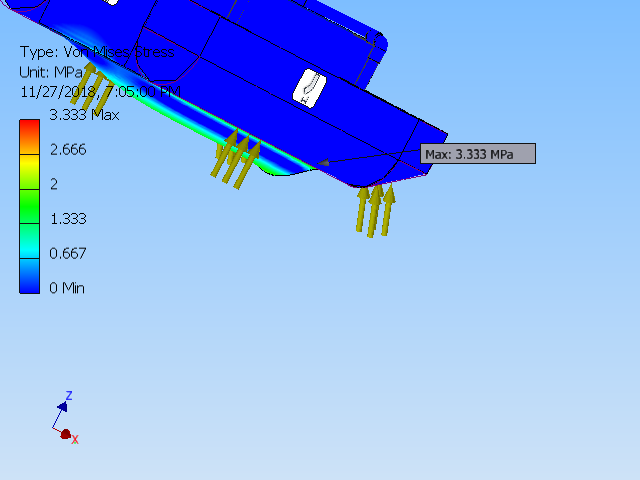 Type: Von Mises Stress
Unit: MPa
11/27/2018, 7:05:00 PM
3.333 Max
2.666
2
1.333
0.667
0 Min
Max: 3.333 MPa
Z
X